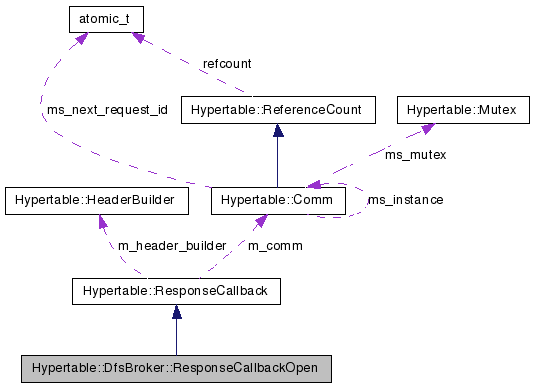 atomic_t
refcount
Hypertable::ReferenceCount
Hypertable::Mutex
ms_next_request_id
ms_mutex
Hypertable::HeaderBuilder
Hypertable::Comm
ms_instance
m_header_builder
m_comm
Hypertable::ResponseCallback
Hypertable::DfsBroker::ResponseCallbackOpen